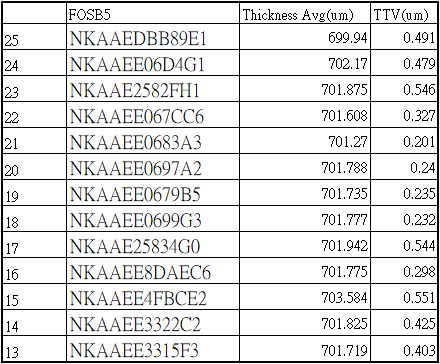 FOSB5 Thickness Avg(um) TTV(um)
25 NKAAEDBB89E1 699.94 0.491
24 NKAAEE06D4G1 702.17 0.479
23 NKAAE2582FH1 701.875 0.546
22 NKAAEE067CC6 701.608 0.327
21 NKAAEE0683A3 701.27 0.201
20 NKAAEE0697A2 701.788 0.24
19 NKAAEE0679B5 701.735 0.235
18 NKAAEE0699G3 701.777 0.232
17 NKAAE25834G0 701.942 0.544
16 NKAAEE8DAEC6 701.775 0.298
15 NKAAEE4FBCE2 703.584 0.551
14 NKAAEE3322C2 701.825 0.425
13 NKAAEE3315F3 701.719 0.403